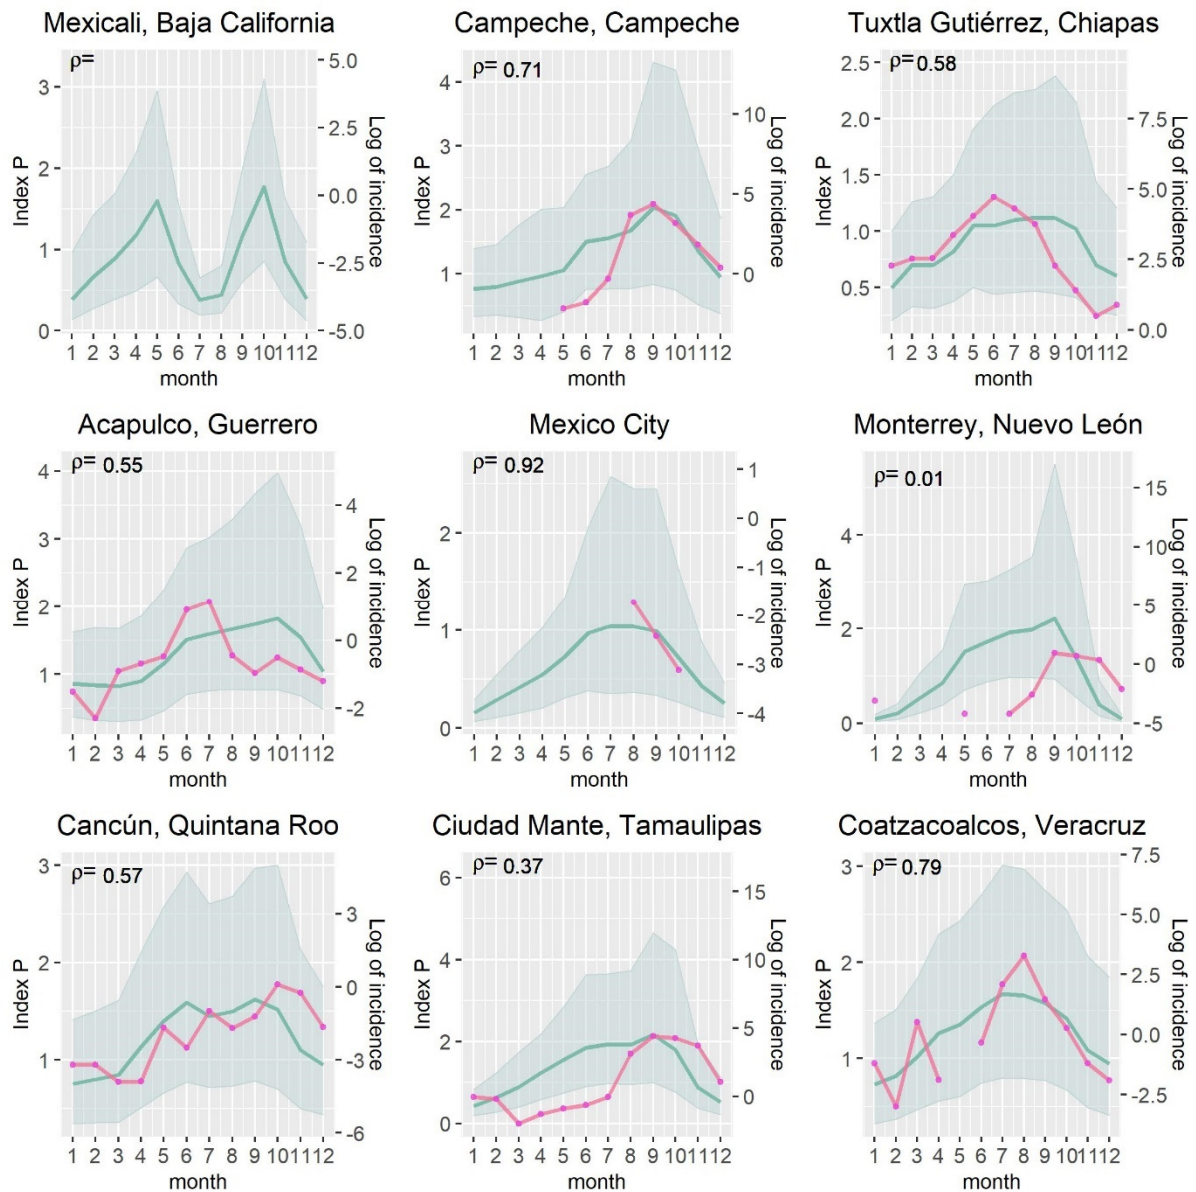 Mexicali, Baja California
ρ=
Index P
3
2
1
0
5.0
2.5
0.0
-2.5
-5.0
Log of incidence
1 2 3 4 5 6 7 8 9 10 11 12
month
Campeche, Campeche
ρ= 0.71
Index P
4
3
2
1
10
5
0
Log of incidence
1 2 3 4 5 6 7 8 9 10 11 12
month
Tuxtla Gutiérrez, Chiapas
ρ= 0.58
Index P
2.5
2.0
1.5
1.0
0.5
7.5
5.0
2.5
0.0
Log of incidence
1 2 3 4 5 6 7 8 9 10 11 12
month
Acapulco, Guerrero
ρ= 0.55
Index P
4
3
2
1
4
2
0
-2
Log of incidence
1 2 3 4 5 6 7 8 9 10 11 12
month
Mexico City
ρ= 0.92
Index P
2
1
0
1
0
-1
-2
-3
-4
Log of incidence
1 2 3 4 5 6 7 8 9 10 11 12
month
Monterrey, Nuevo León
ρ= 0.01
Index P
4
2
0
15
10
5
0
-5
Log of incidence
1 2 3 4 5 6 7 8 9 10 11 12
month
Cancún, Quintana Roo
ρ= 0.57
Index P
3
2
1
3
0
-3
-6
Log of incidence
1 2 3 4 5 6 7 8 9 10 11 12
month
Ciudad Mante, Tamaulipas
ρ= 0.37
Index P
6
4
2
0
15
10
5
0
Log of incidence
1 2 3 4 5 6 7 8 9 10 11 12
month
Coatzacoalcos, Veracruz
ρ= 0.79
Index P
3
2
1
7.5
5.0
2.5
0.0
-2.5
Log of incidence
1 2 3 4 5 6 7 8 9 10 11 12
month